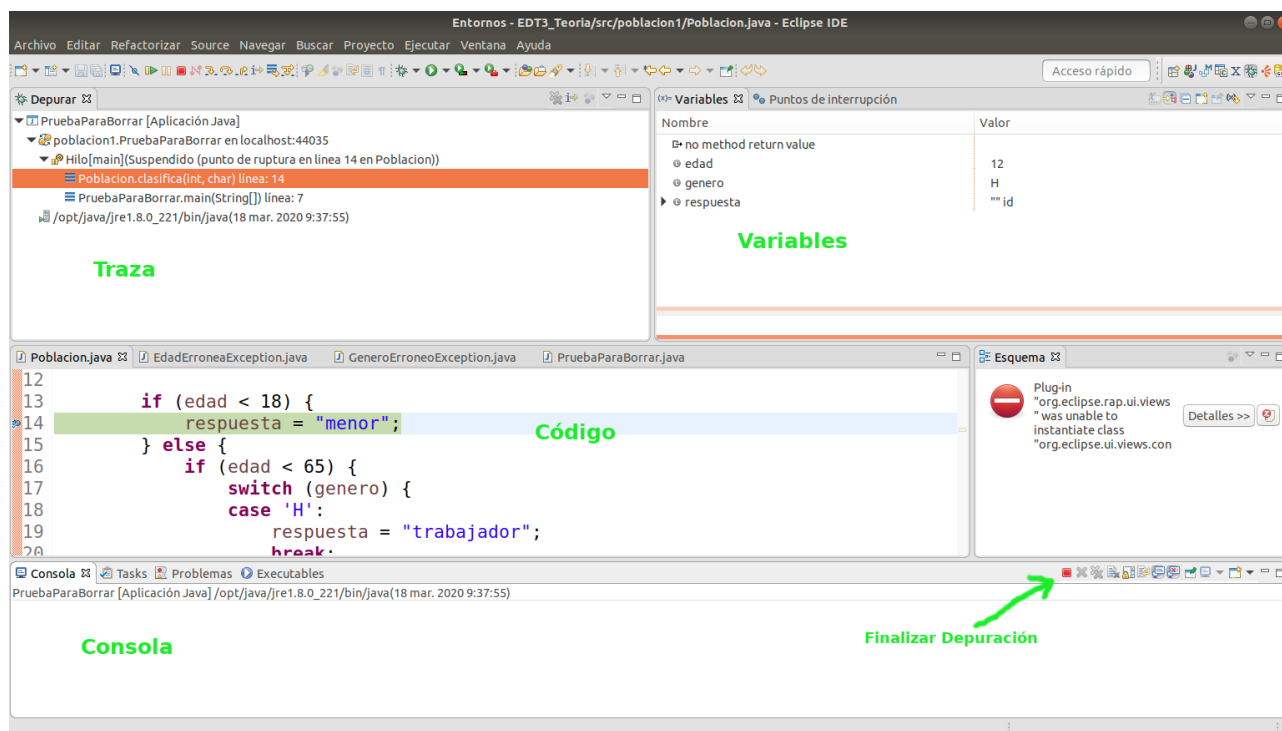 Entornos - EDT3_Teoria/src/poblacion1/Poblacion.java - Eclipse IDE
Archivo Editar Refactorizar Source Navegar Buscar Proyecto Ejecutar Ventana Ayuda
Acceso rápido
Depurar
PruebaParaBorrar [Aplicación Java]
poblacion1.PruebaParaBorrar en localhost:44035
Hilo[main](Suspendido (punto de ruptura en linea 14 en Poblacion))
Poblacion.clasifica(int, char) línea: 14
PruebaParaBorrar.main(String[]) línea: 7
/opt/java/jre1.8.0_221/bin/java(18 mar. 2020 9:37:55)
Traza
(x)= Variables Puntos de interrupción
Nombre Valor
no method return value
edad 12
genero H
respuesta "" id
Variables
Poblacion.java EdadErroneaException.java GeneroErroneoException.java PruebaParaBorrar.java
12
13 if (edad < 18) {
14 respuesta = "menor";
15 } else {
16 if (edad < 65) {
17 switch (genero) {
18 case 'H':
19 respuesta = "trabajador";
20 break;
Código
Esquema
Plug-in
"org.eclipse.rap.ui.views
" was unable to
instantiate class
"org.eclipse.ui.views.con
Detalles >>
Consola Tasks Problemas Executables
PruebaParaBorrar [Aplicación Java] /opt/java/jre1.8.0_221/bin/java(18 mar. 2020 9:37:55)
Consola
Finalizar Depuración